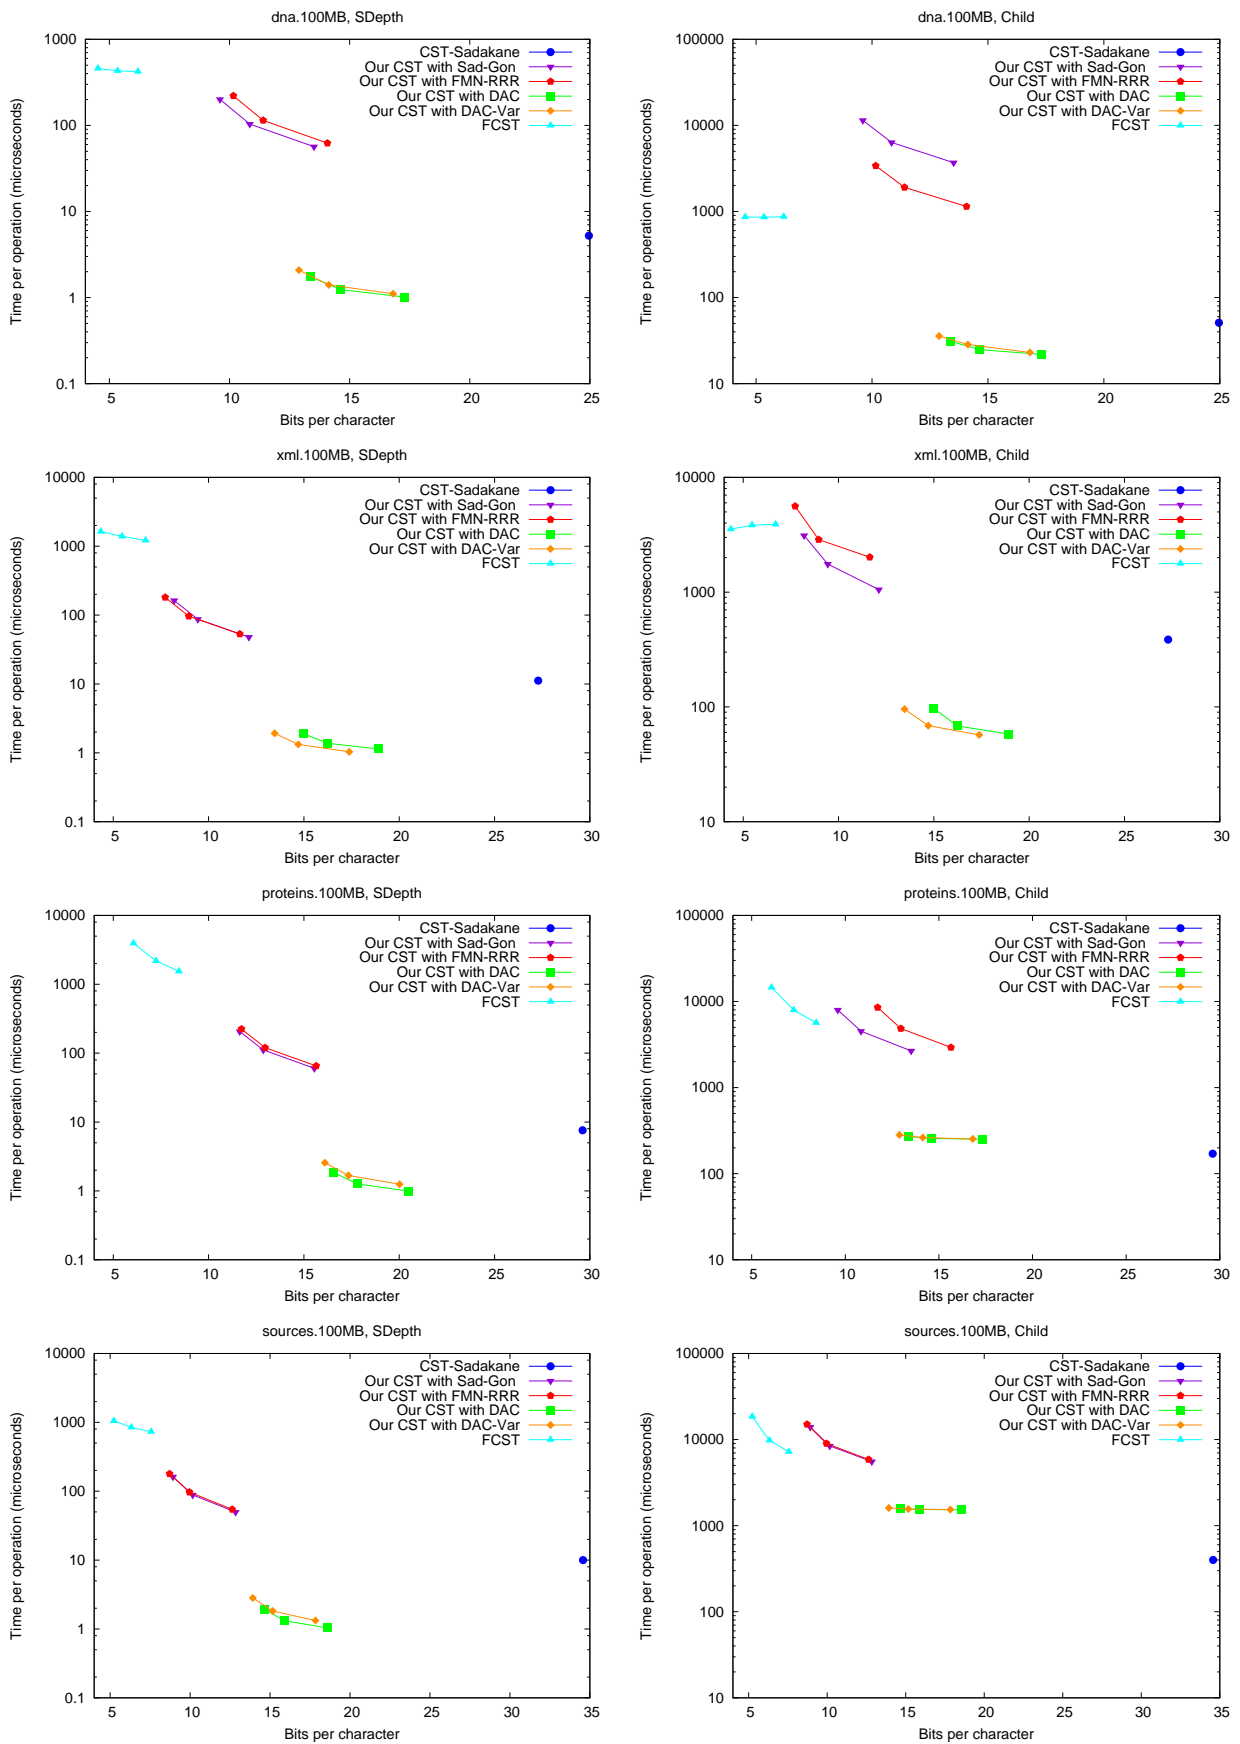 dna.100MB, SDepth
Time per operation (microseconds)
1000
100
10
1
0.1
CST-Sadakane
Our CST with Sad-Gon
Our CST with FMN-RRR
Our CST with DAC
Our CST with DAC-Var
FCST
5 10 15 20 25
Bits per character
dna.100MB, Child
Time per operation (microseconds)
100000
10000
1000
100
10
CST-Sadakane
Our CST with Sad-Gon
Our CST with FMN-RRR
Our CST with DAC
Our CST with DAC-Var
FCST
5 10 15 20 25
Bits per character
xml.100MB, SDepth
Time per operation (microseconds)
10000
1000
100
10
1
0.1
CST-Sadakane
Our CST with Sad-Gon
Our CST with FMN-RRR
Our CST with DAC
Our CST with DAC-Var
FCST
5 10 15 20 25 30
Bits per character
xml.100MB, Child
Time per operation (microseconds)
10000
1000
100
10
CST-Sadakane
Our CST with Sad-Gon
Our CST with FMN-RRR
Our CST with DAC
Our CST with DAC-Var
FCST
5 10 15 20 25 30
Bits per character
proteins.100MB, SDepth
Time per operation (microseconds)
10000
1000
100
10
1
0.1
CST-Sadakane
Our CST with Sad-Gon
Our CST with FMN-RRR
Our CST with DAC
Our CST with DAC-Var
FCST
5 10 15 20 25 30
Bits per character
proteins.100MB, Child
Time per operation (microseconds)
100000
10000
1000
100
10
CST-Sadakane
Our CST with Sad-Gon
Our CST with FMN-RRR
Our CST with DAC
Our CST with DAC-Var
FCST
5 10 15 20 25 30
Bits per character
sources.100MB, SDepth
Time per operation (microseconds)
10000
1000
100
10
1
0.1
CST-Sadakane
Our CST with Sad-Gon
Our CST with FMN-RRR
Our CST with DAC
Our CST with DAC-Var
FCST
5 10 15 20 25 30 35
Bits per character
sources.100MB, Child
Time per operation (microseconds)
100000
10000
1000
100
10
CST-Sadakane
Our CST with Sad-Gon
Our CST with FMN-RRR
Our CST with DAC
Our CST with DAC-Var
FCST
5 10 15 20 25 30 35
Bits per character